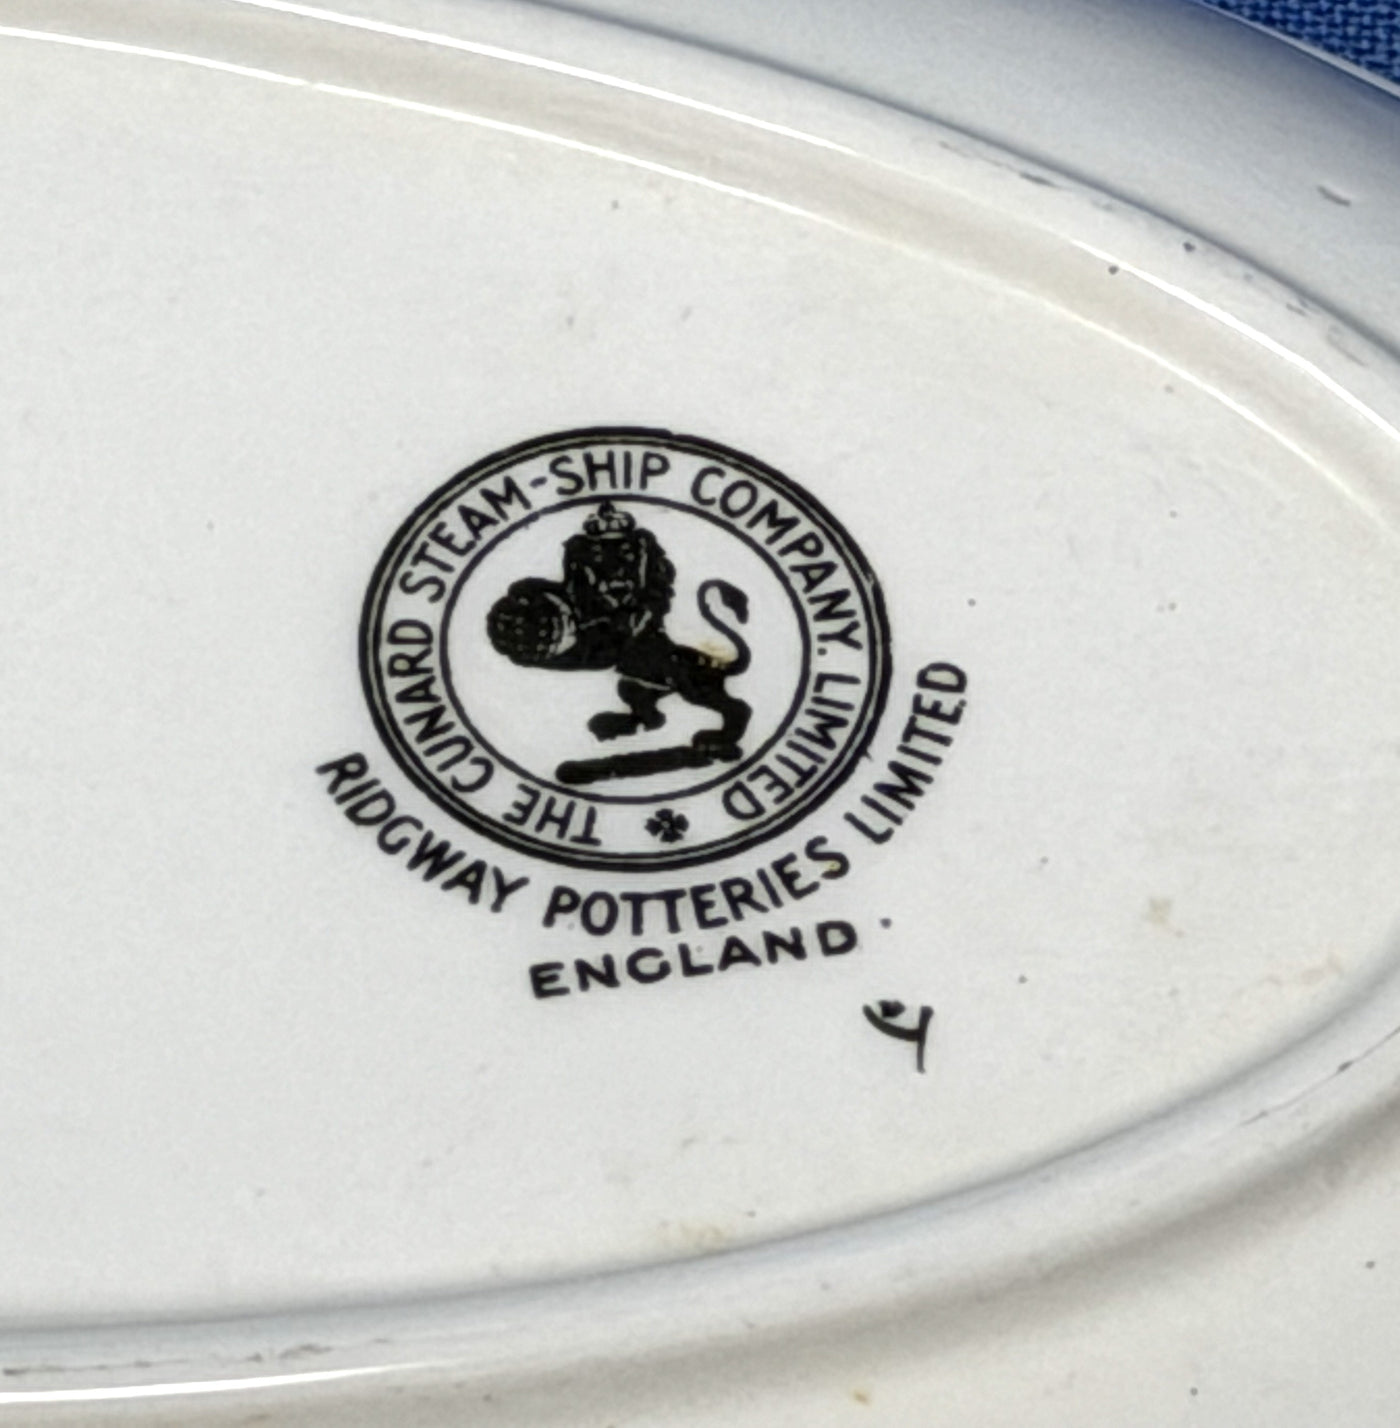 THE CUNARD STEAM-SHIP COMPANY. LIMITED
RIDGWAY POTTERIES LIMITED
ENGLAND